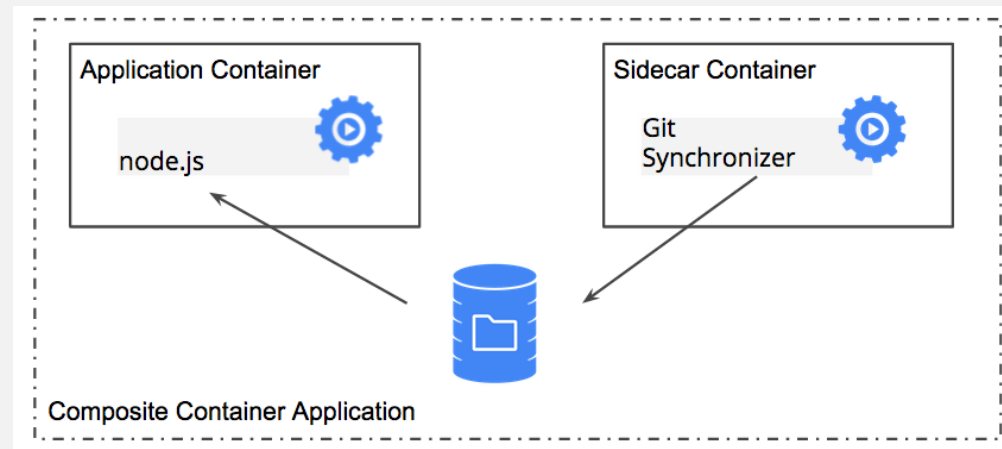 Application Container
node.js
Sidecar Container
Git
Synchronizer
Composite Container Application